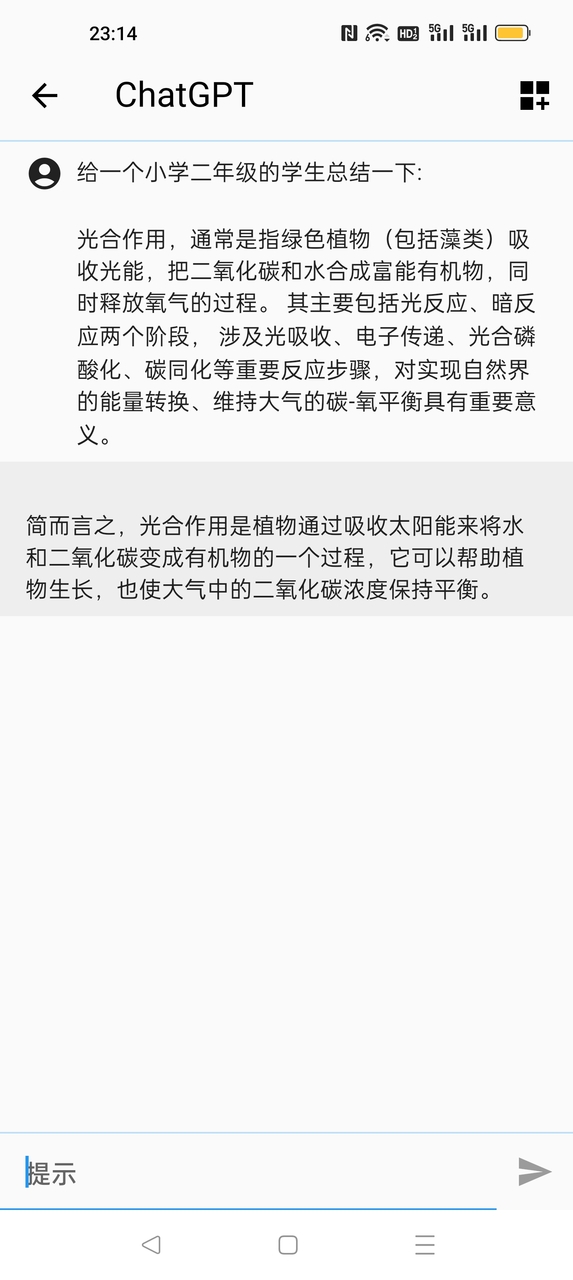 23:14
HD 1 2 5G 5G
ChatGPT
给一个小学二年级的学生总结一下:
光合作用，通常是指绿色植物（包括藻类）吸
收光能，把二氧化碳和水合成富能有机物，同
时释放氧气的过程。 其主要包括光反应、暗反
应两个阶段， 涉及光吸收、电子传递、光合磷
酸化、碳同化等重要反应步骤，对实现自然界
的能量转换、维持大气的碳-氧平衡具有重要意
义。
简而言之，光合作用是植物通过吸收太阳能来将水
和二氧化碳变成有机物的一个过程，它可以帮助植
物生长，也使大气中的二氧化碳浓度保持平衡。
提示